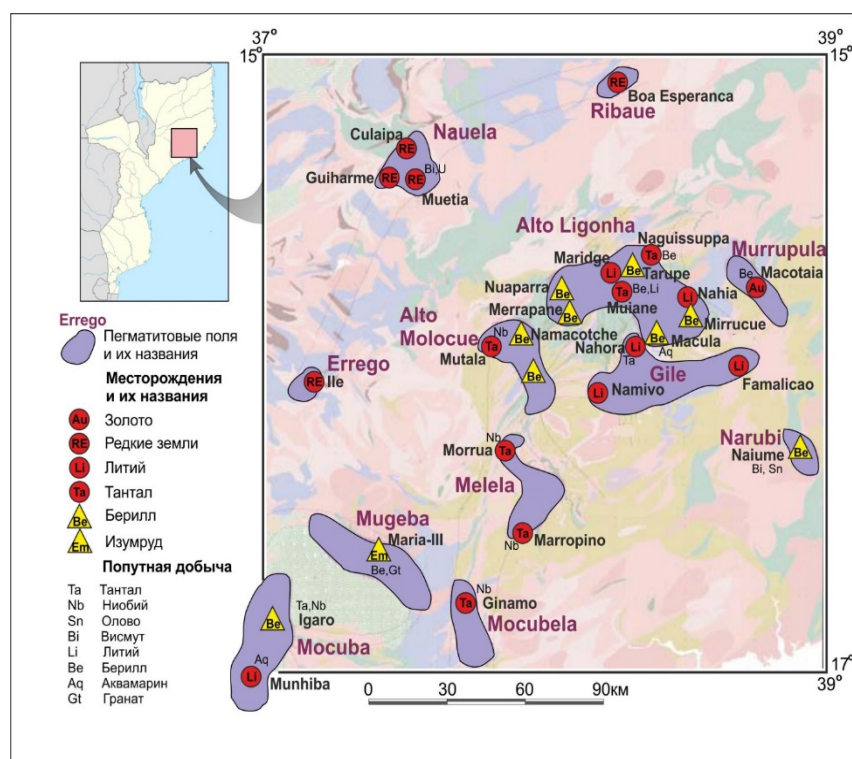 37°
39°
15°
15°
RE
Boa Esperanca
Ribaue
Nauela
Culaipa
RE
Bi,U
Guiharme
RE
RE
Muetia
Alto Ligonha
Naguissuppa
Maridge
Ta
Be
Murrupula
Li
Be
Tarupe
Be
Macotaia
Nuaparra
Be
Ta
Be,Li
Au
Merrapane
Be
Muiane
Li
Nahia
Be
Mirrucue
Alto
Molocue
Nb
Be
Namacotche
Be
Macula
Mutala
Ta
Nahora
Li
Aq
Ta
Errego
Be
Gile
Li
RE
Ile
Li
Namivo
Famalicao
Nb
Morrua
Ta
Narubi
Naiume
Be
Bi, Sn
Melela
Mugeba
Maria-III
Ta
Marropino
Nb
Em
Be,Gt
Nb
Ta
Ginamo
Ta,Nb
Igaro
Be
Mocubela
Mocuba
Aq
Li
Munhiba
17°
39°
0
30
60
90км
Errego
Пегматитовые поля
и их названия
Месторождения
и их названия
Au
Золото
RE
Редкие земли
Li
Литий
Ta
Тантал
Be
Берилл
Em
Изумруд
Попутная добыча
Ta Тантал
Nb Ниобий
Sn Олово
Bi Висмут
Li Литий
Be Берилл
Aq Аквамарин
Gt Гранат